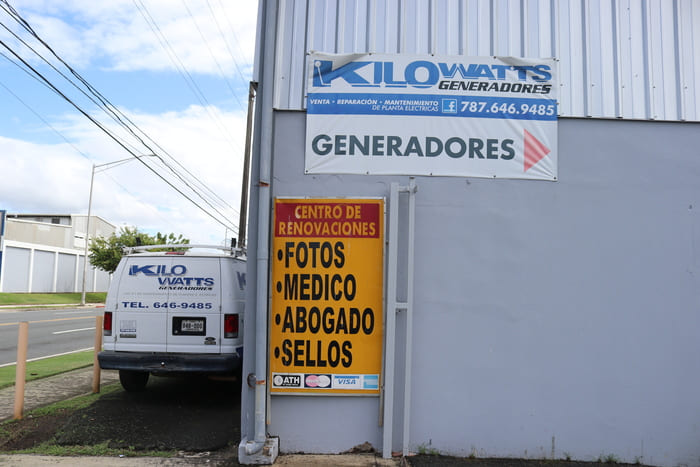 KILOWATTS
GENERADORES
VENTA • REPARACIÓN • MANTENIMIENTO
DE PLANTA ELECTRICAS
f 787.646.9485
GENERADORES
CENTRO DE
RENOVACIONES
•FOTOS
•MEDICO
•ABOGADO
•SELLOS
ATH
VISA
KILO
WATTS
GENERADORES
TEL. 646-9485